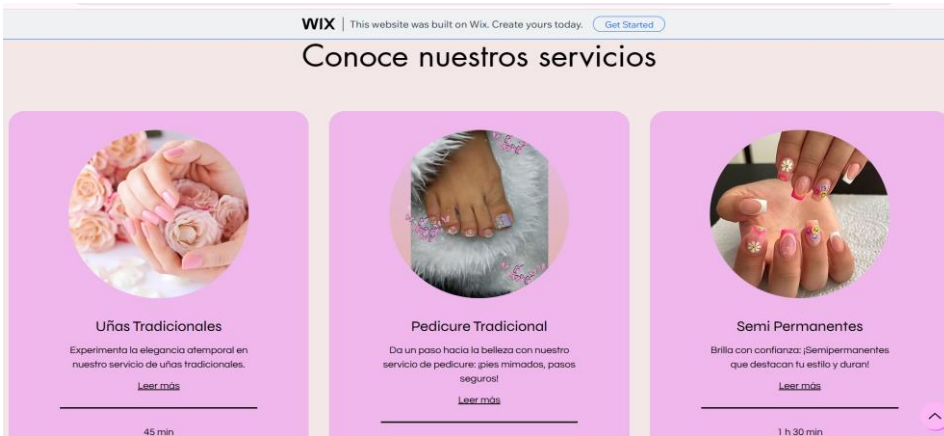 WIX | This website was built on Wix. Create yours today. Get Started
Conoce nuestros servicios
Uñas Tradicionales
Experimenta la elegancia atemporal en
nuestro servicio de uñas tradicionales.
Leer más
45 min
Pedicure Tradicional
Da un paso hacia la belleza con nuestro
servicio de pedicure: ¡pies mimados, pasos
seguros!
Leer más
Semi Permanentes
Brilla con confianza: ¡Semipermanentes
que destacan tu estilo y duran!
Leer más
1 h 30 min